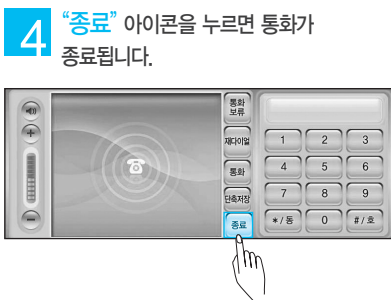 4 “종료” 아이콘을 누르면 통화가
종료됩니다.
통화
보류
재다이얼
통화
단축저장
종료
1 2 3
4 5 6
7 8 9
*/동 0 #/호